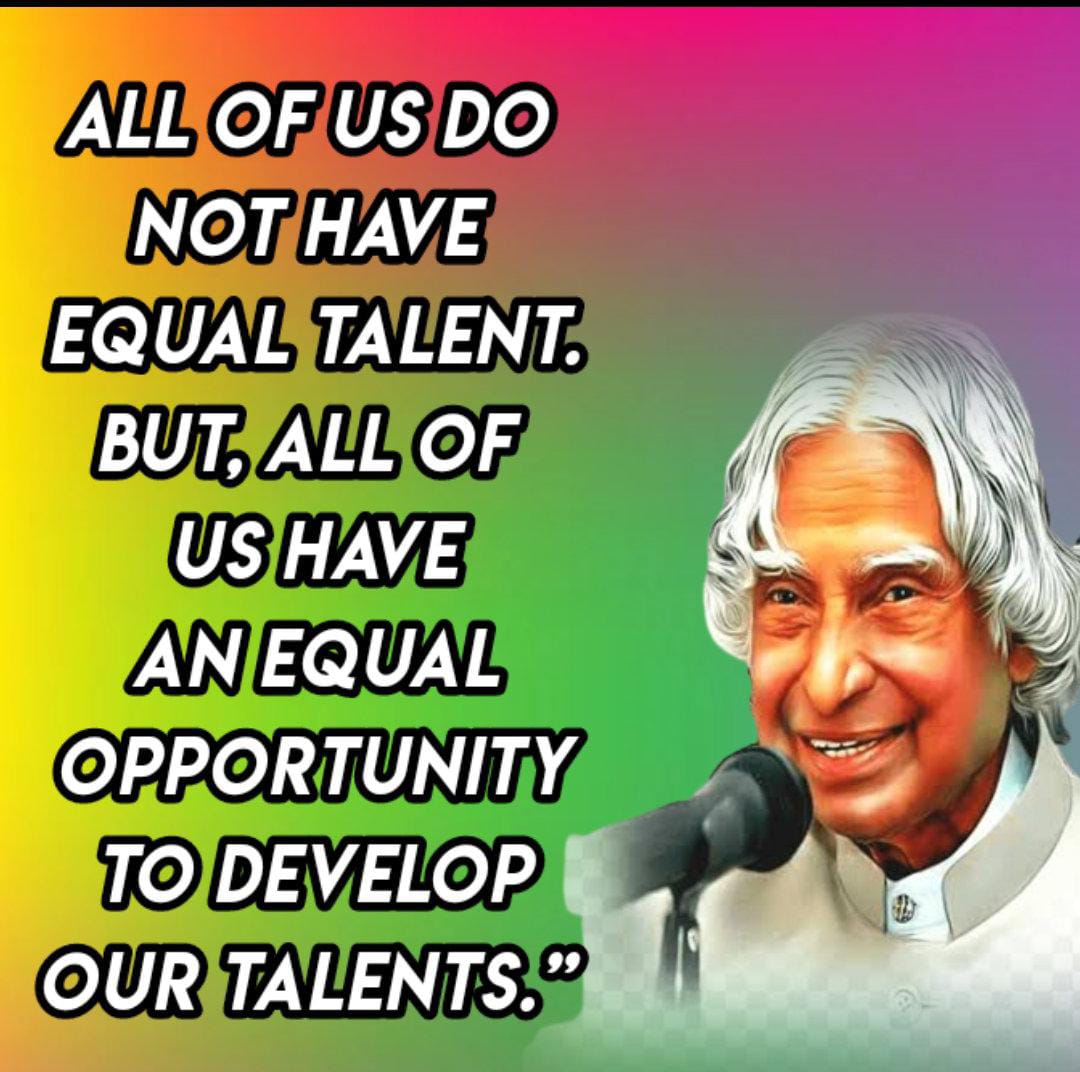 ALL OF US DO
NOT HAVE
EQUAL TALENT.
BUT, ALL OF
US HAVE
AN EQUAL
OPPORTUNITY
TO DEVELOP
OUR TALENTS.”